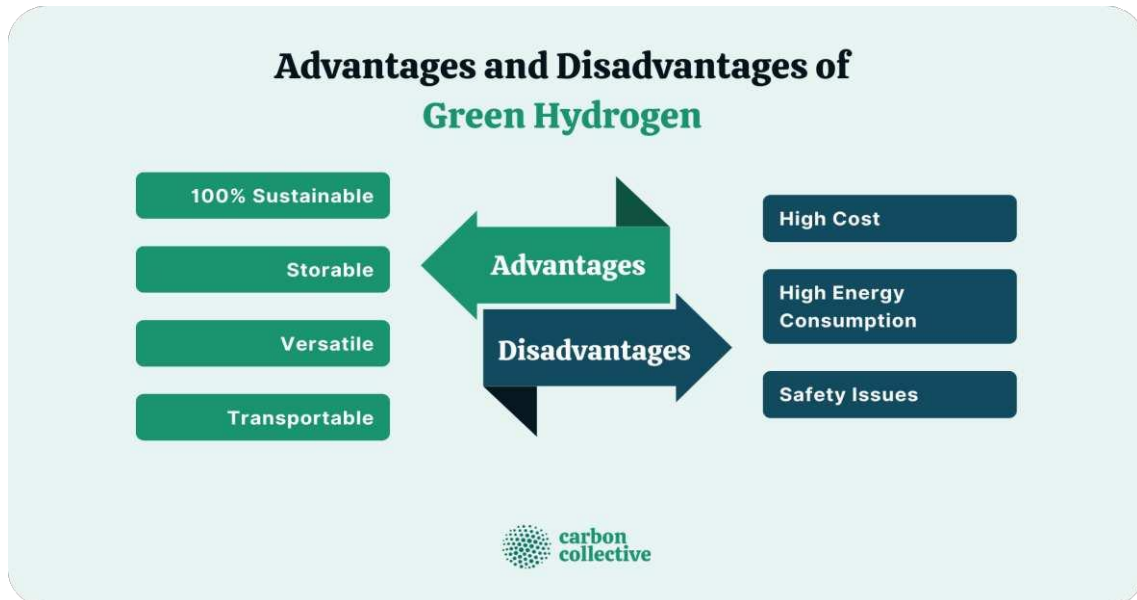 Advantages and Disadvantages of
Green Hydrogen
100% Sustainable
Storable
Versatile
Transportable
Advantages
Disadvantages
High Cost
High Energy
Consumption
Safety Issues
carbon
collective